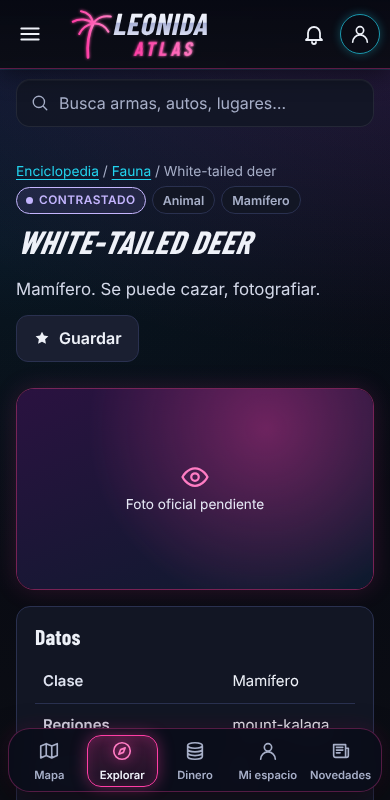 LEONIDA
ATLAS
Busca armas, autos, lugares...
Enciclopedia / Fauna / White-tailed deer
CONTRASTADO Animal Mamífero
WHITE-TAILED DEER
Mamífero. Se puede cazar, fotografiar.
Guardar
Foto oficial pendiente
Datos
Clase Mamífero
Regiones mount-kalaga
Mapa Explorar Dinero Mi espacio Novedades